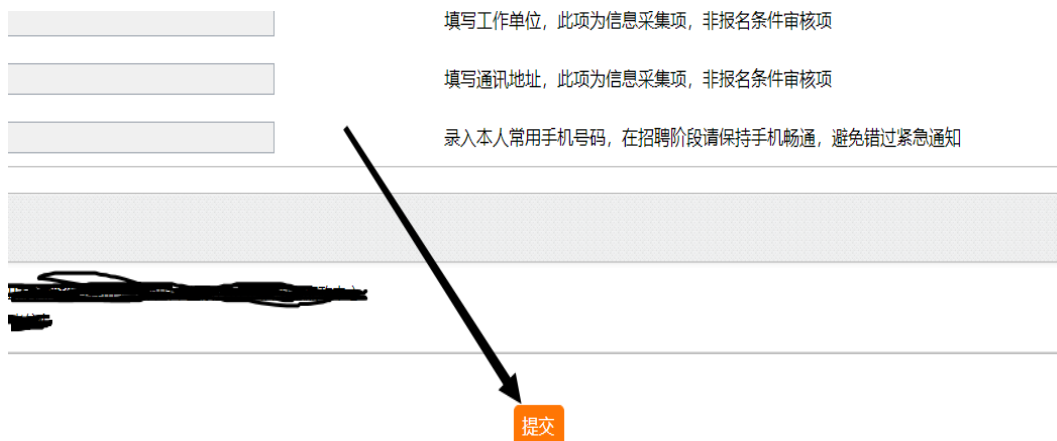 填写工作单位，此项为信息采集项，非报名条件审核项
填写通讯地址，此项为信息采集项，非报名条件审核项
录入本人常用手机号码，在招聘阶段请保持手机畅通，避免错过紧急通知
提交